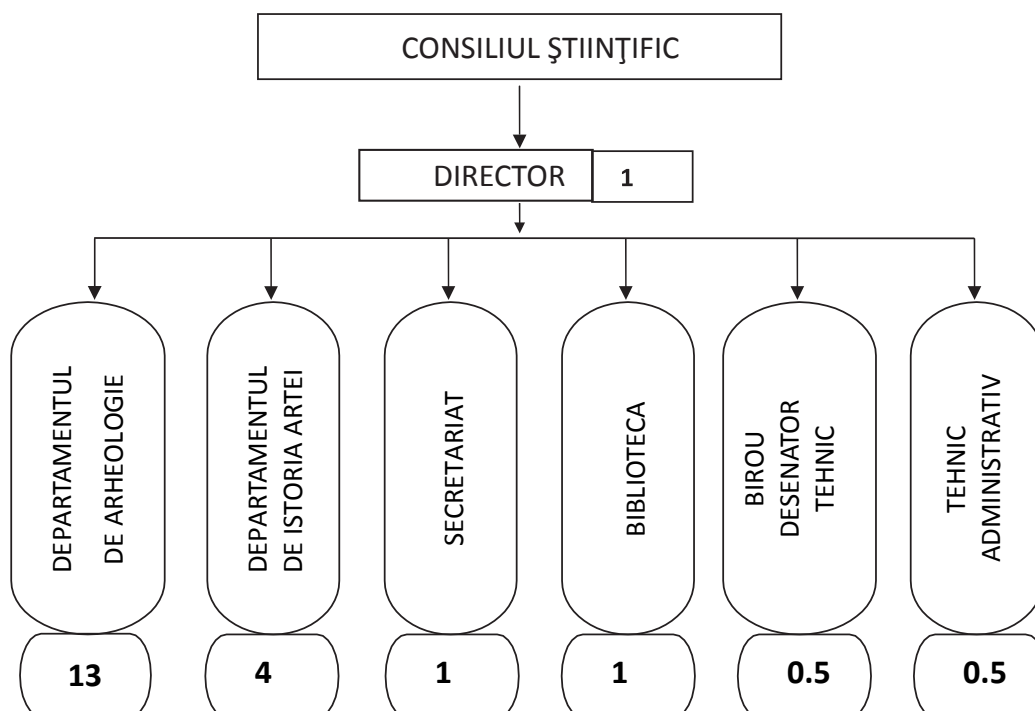 CONSILIUL ŞTIINŢIFIC
DIRECTOR
1
DEPARTAMENTUL
DE ARHEOLOGIE
DEPARTAMENTUL
DE ISTORIA ARTEI
SECRETARIAT
BIBLIOTECA
BIROU
DESENATOR
TEHNIC
TEHNIC
ADMINISTRATIV
13
4
1
1
0.5
0.5